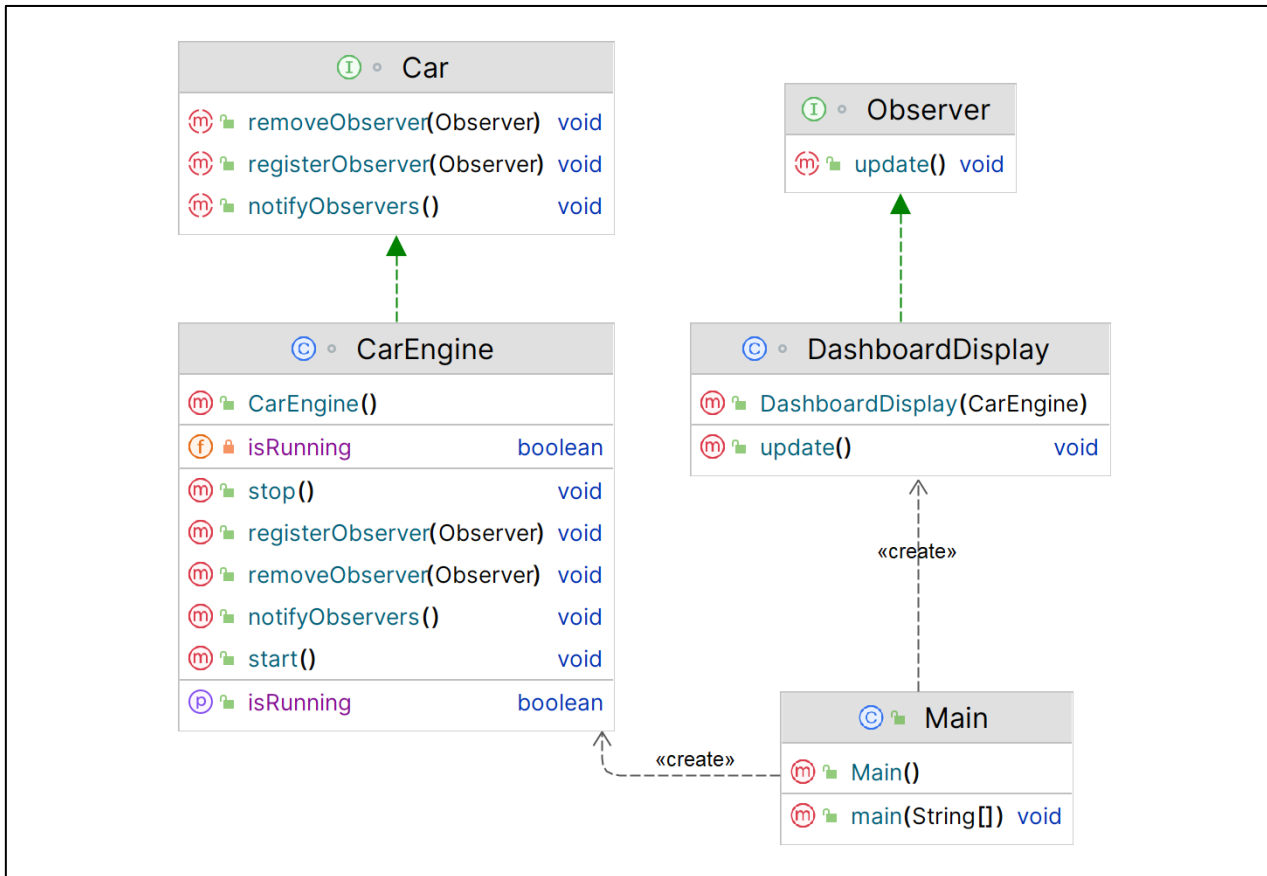 Car
removeObserver(Observer) void
registerObserver(Observer) void
notifyObservers() void
Observer
update() void
CarEngine
CarEngine()
isRunning boolean
stop() void
registerObserver(Observer) void
removeObserver(Observer) void
notifyObservers() void
start() void
isRunning boolean
DashboardDisplay
DashboardDisplay(CarEngine)
update() void
«create»
«create»
Main
Main()
main(String[]) void